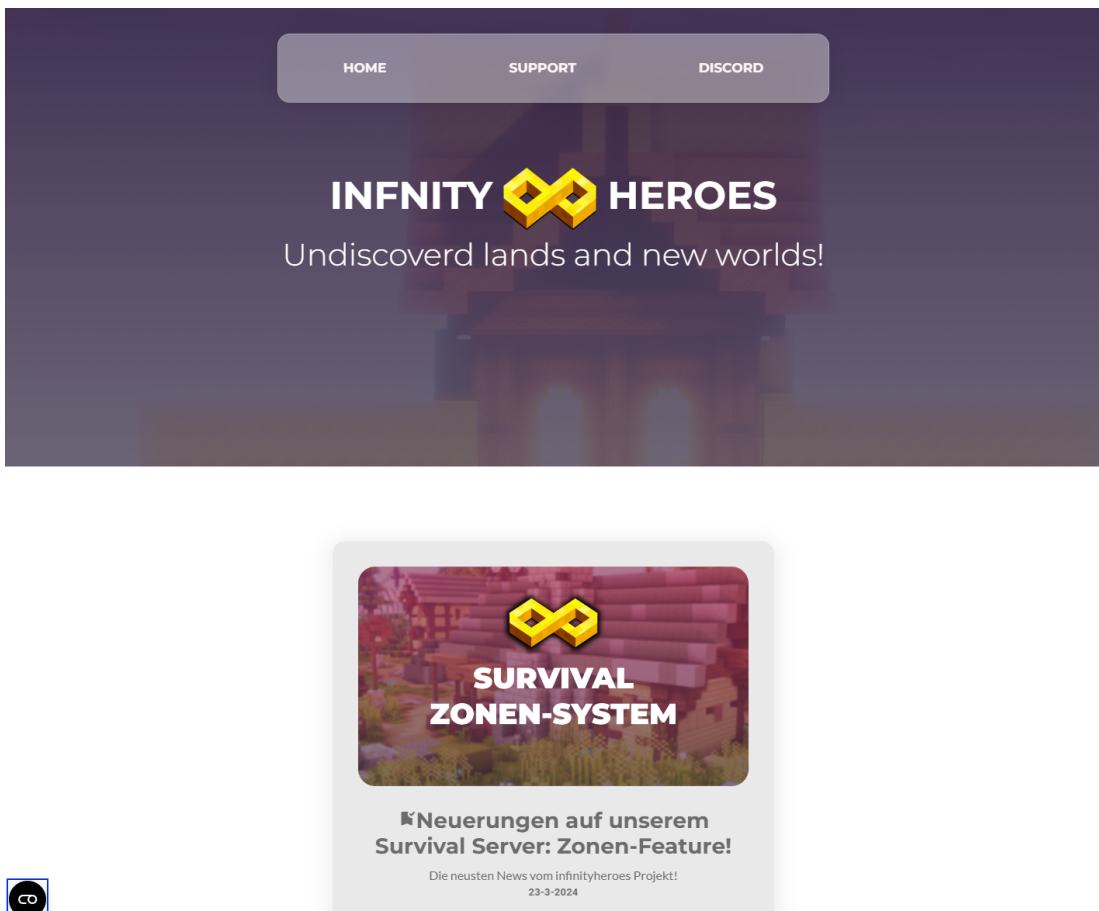 HOME SUPPORT DISCORD
INFNITY HEROES
Undiscoverd lands and new worlds!
SURVIVAL
ZONEN-SYSTEM
Neuerungen auf unserem
Survival Server: Zonen-Feature!
Die neusten News vom infinityheroes Projekt!
23-3-2024